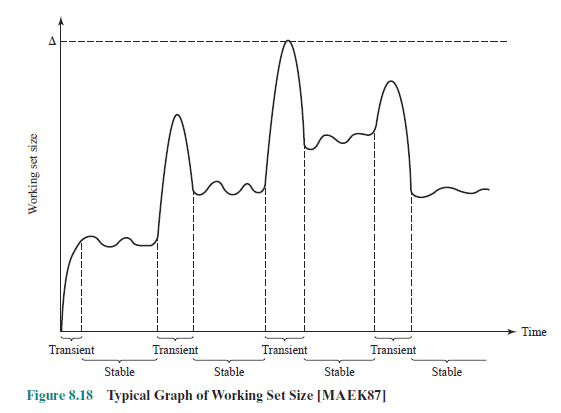 Δ
Working set size
Time
Transient Transient Transient Transient
Stable Stable Stable Stable
Figure 8.18 Typical Graph of Working Set Size [MAEK87]